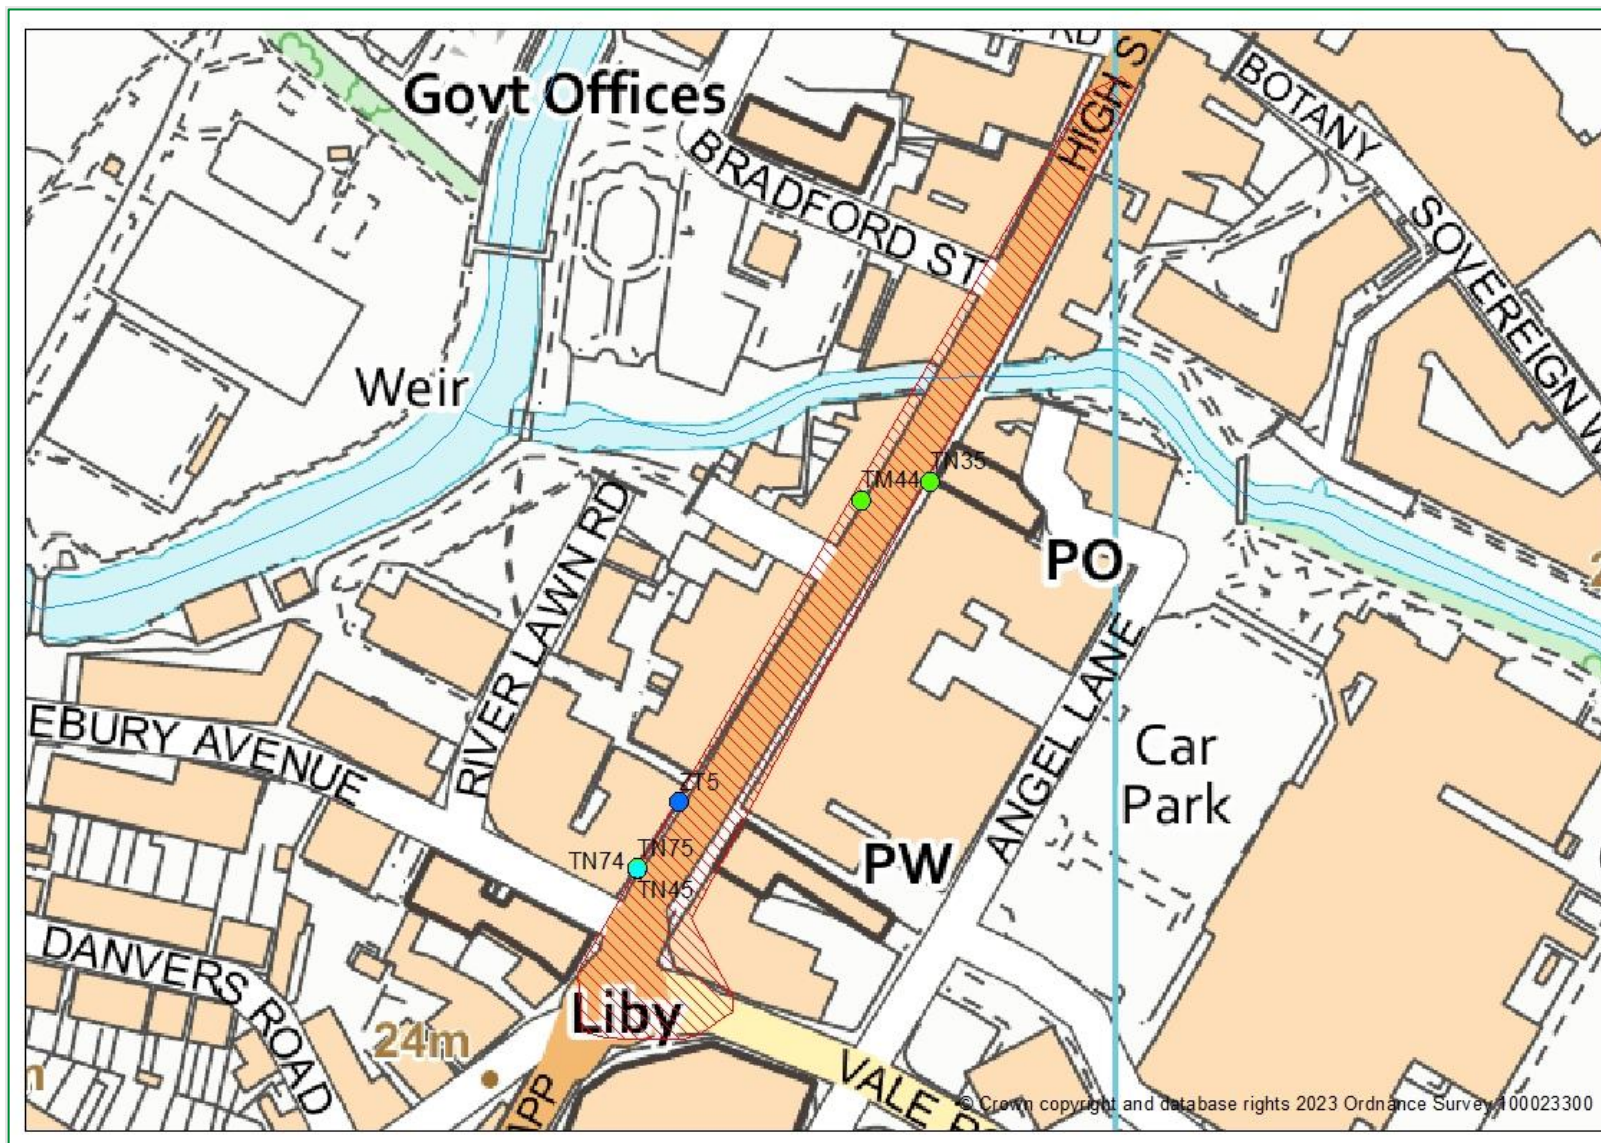 HIGH S
BOTANY
Govt Offices
BRADFORD ST
SOVEREIGN W
Weir
TN35
TM44
RIVER LAWN RD
PO
ANGEL LANE
EBURY AVENUE
Car
Park
ZT5
TN75
TN74
TN45
PW
DANVERS ROAD
Liby
24m
VALE
APP
© Crown copyright and database rights 2023 Ordnance Survey 100023300